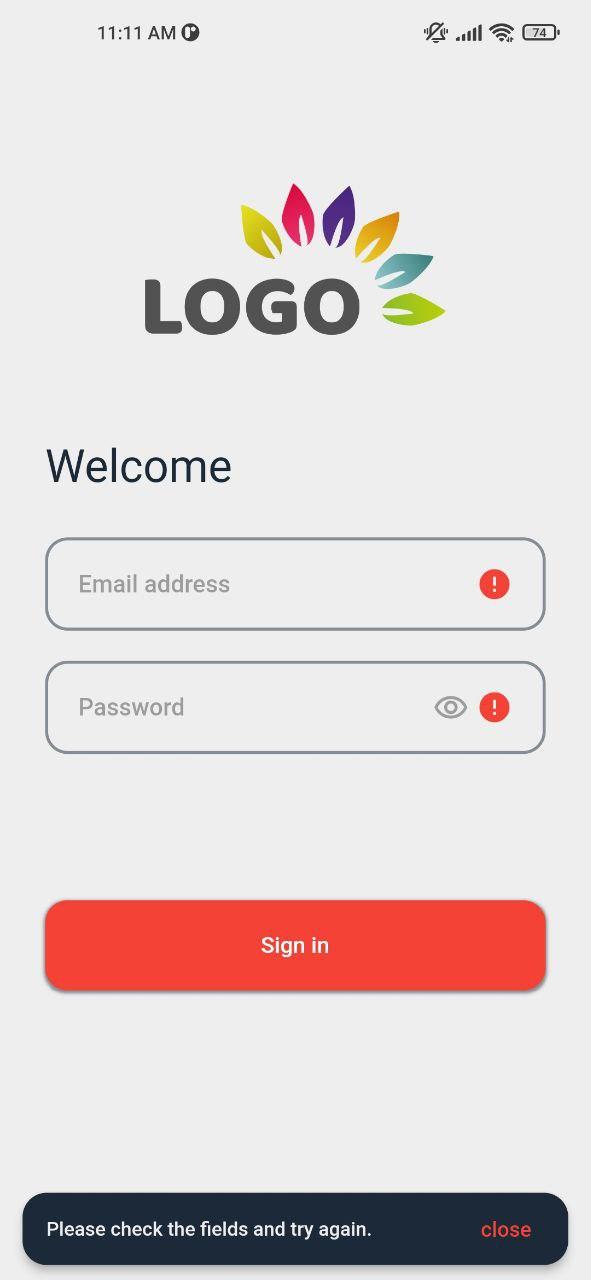 11:11 AM
74
LOGO
Welcome
Email address
Password
Sign in
Please check the fields and try again. close